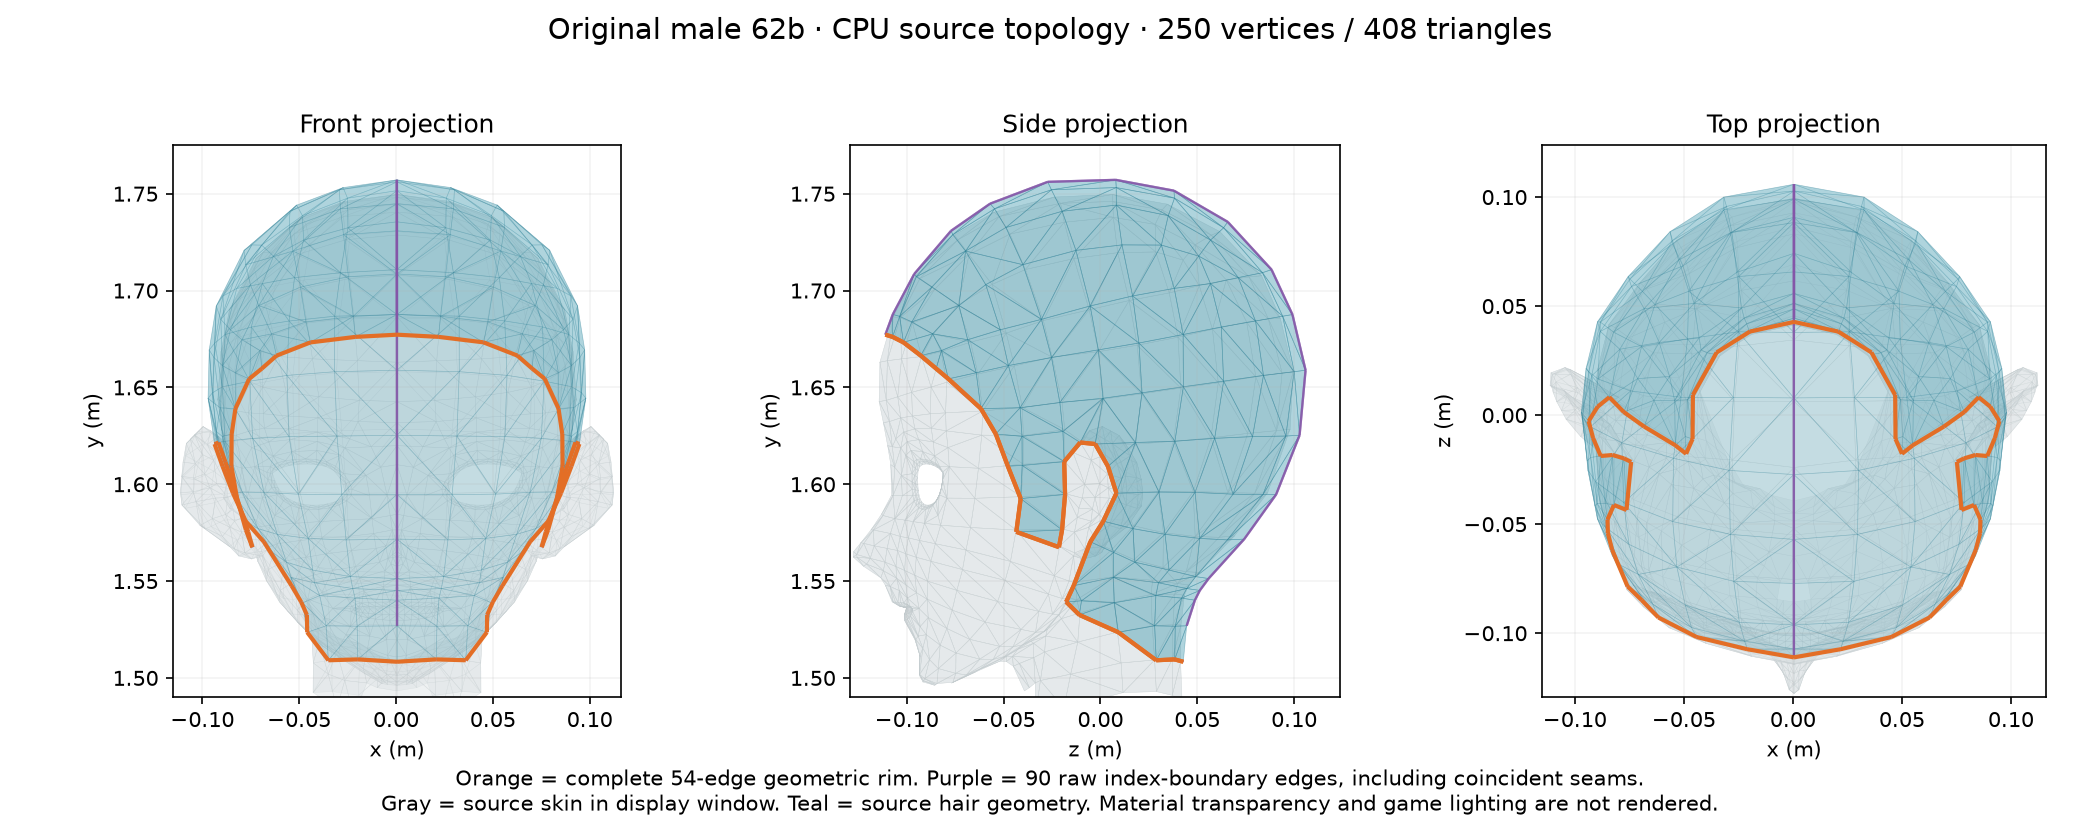 Original male 62b · CPU source topology · 250 vertices / 408 triangles
Front projection
Side projection
Top projection
1.75
1.70
1.65
1.60
1.55
1.50
y (m)
−0.10 −0.05 0.00 0.05 0.10
x (m)
1.75
1.70
1.65
1.60
1.55
1.50
y (m)
−0.10 −0.05 0.00 0.05 0.10
z (m)
0.10
0.05
0.00
−0.05
−0.10
z (m)
−0.10 −0.05 0.00 0.05 0.10
x (m)
Orange = complete 54-edge geometric rim. Purple = 90 raw index-boundary edges, including coincident seams.
Gray = source skin in display window. Teal = source hair geometry. Material transparency and game lighting are not rendered.